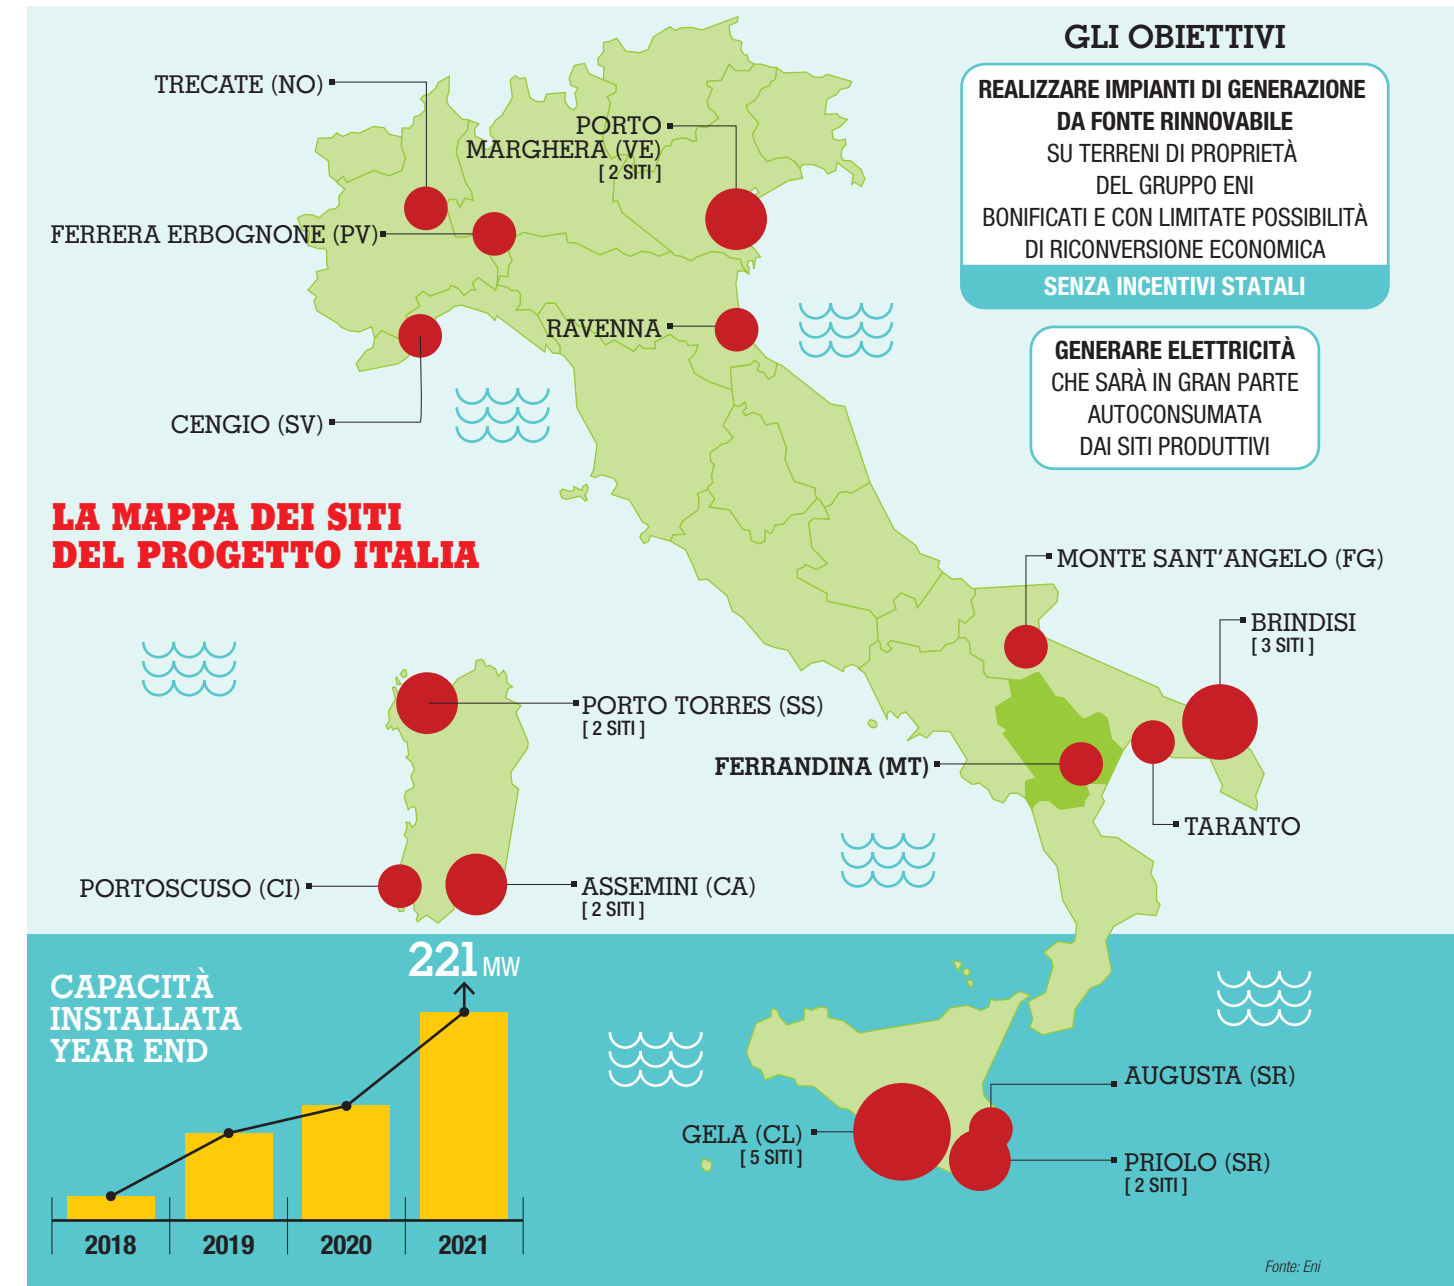 GLI OBIETTIVI
REALIZZARE IMPIANTI DI GENERAZIONE
DA FONTE RINNOVABILE
SU TERRENI DI PROPRIETÀ
DEL GRUPPO ENI
BONIFICATI E CON LIMITATE POSSIBILITÀ
DI RICONVERSIONE ECONOMICA
SENZA INCENTIVI STATALI
GENERARE ELETTRICITÀ
CHE SARÀ IN GRAN PARTE
AUTOCONSUMATA
DAI SITI PRODUTTIVI
TRECATE (NO)
PORTO
MARGHERA (VE)
[ 2 SITI ]
FERRERA ERBOGNONE (PV)
RAVENNA
CENGIO (SV)
LA MAPPA DEI SITI
DEL PROGETTO ITALIA
MONTE SANT'ANGELO (FG)
BRINDISI
[ 3 SITI ]
PORTO TORRES (SS)
[ 2 SITI ]
FERRANDINA (MT)
TARANTO
PORTOSCUSO (CI)
ASSEMINI (CA)
[ 2 SITI ]
CAPACITÀ
INSTALLATA
YEAR END
221 MW
2018 2019 2020 2021
AUGUSTA (SR)
GELA (CL)
[ 5 SITI ]
PRIOLO (SR)
[ 2 SITI ]
Fonte: Eni